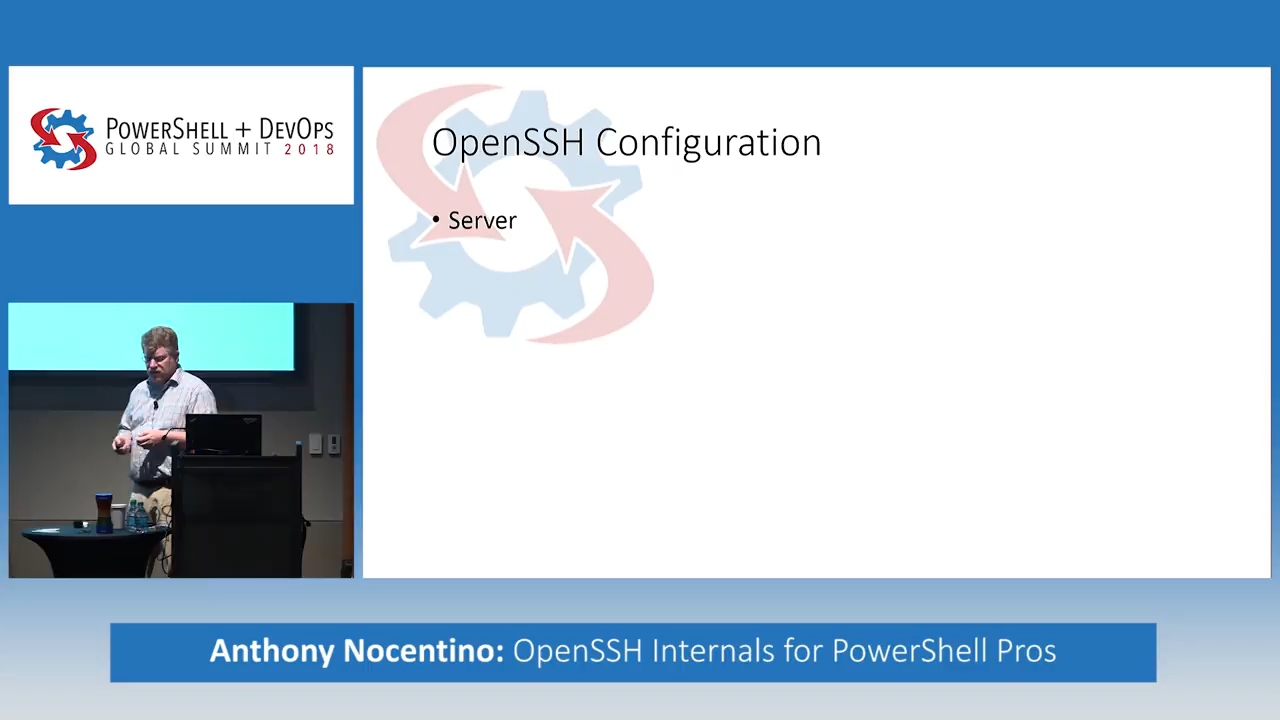 POWERSHELL + DEVOPS
GLOBAL SUMMIT 2018
OpenSSH Configuration
• Server
Anthony Nocentino: OpenSSH Internals for PowerShell Pros